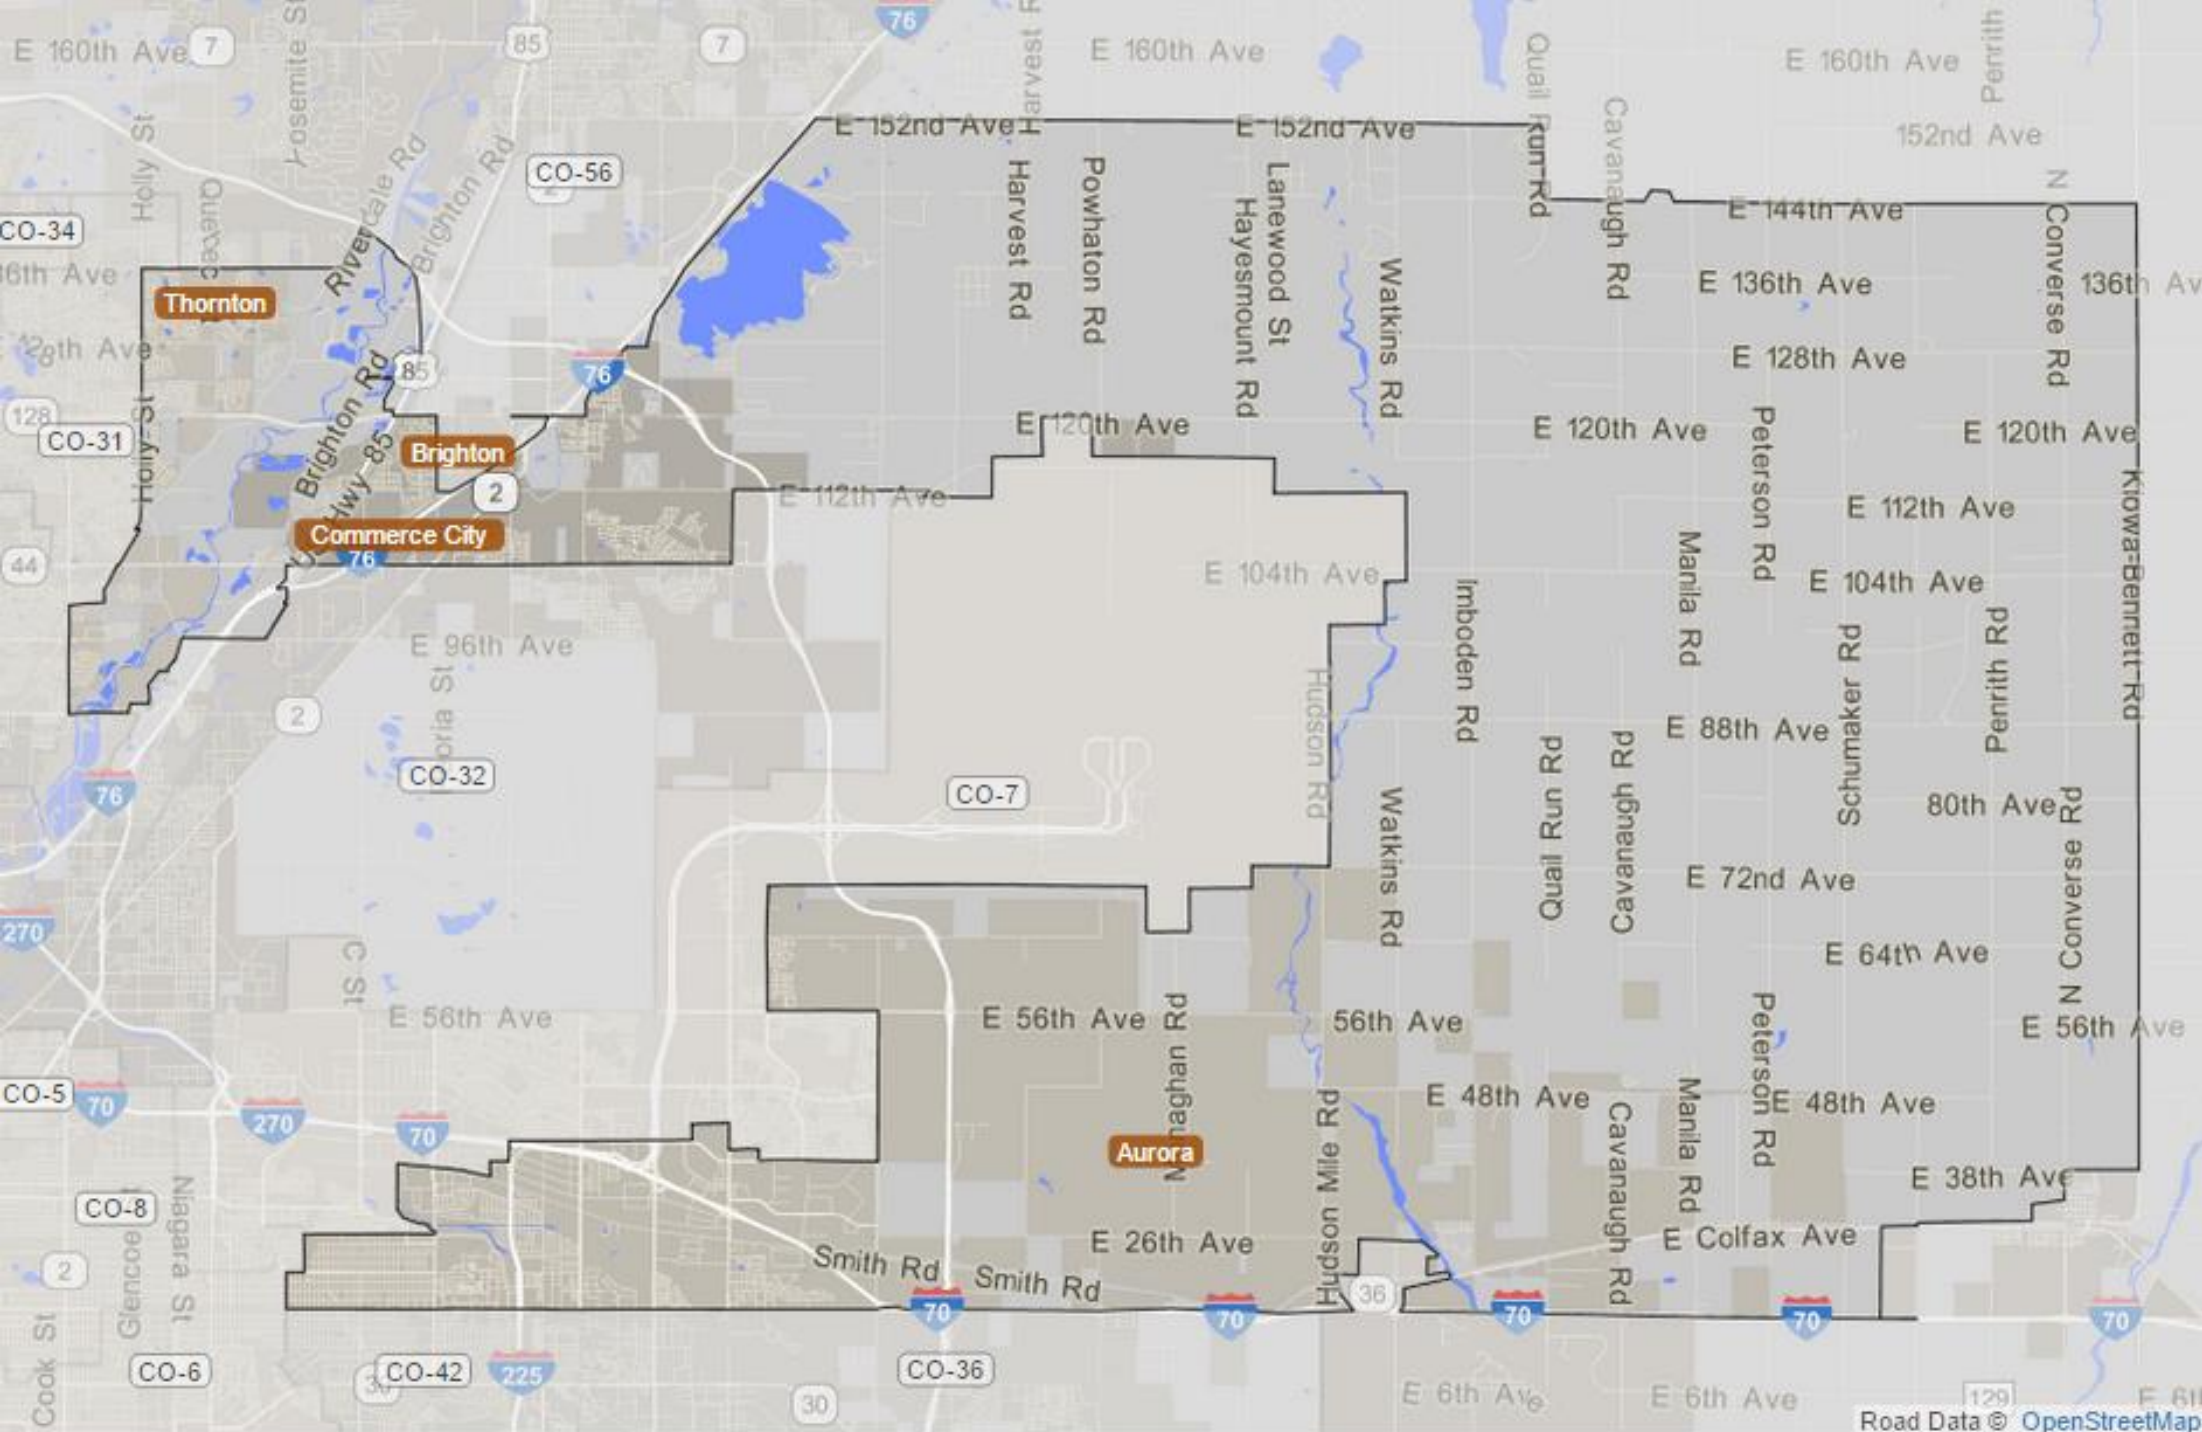 76
E 160th Ave
7
Yosemite St
85
7
Harvest R
E 160th Ave
Quail Run Rd
E 160th Ave
Penrith
E 152nd Ave
E 152nd Ave
152nd Ave
Holly St
Riverdale Rd
Brighton Rd
CO-56
2
Cavanaugh Rd
CO-34
Harvest Rd
Powhaton Rd
Lanewood St
Hayesmount Rd
Watkins Rd
E 144th Ave
N Converse Rd
E 136th Ave
136th Av
Thornton
128th Ave
E 128th Ave
85
76
128
CO-31
Holly St
Brighton Rd
Hwy 85
Brighton
2
E 120th Ave
E 120th Ave
E 120th Ave
Peterson Rd
Kiowa-Bennett Rd
E 112th Ave
E 112th Ave
Commerce City
76
44
E 104th Ave
E 104th Ave
Manila Rd
Imboden Rd
E 96th Ave
oria St
2
Hudson Rd
Schumaker Rd
Penrith Rd
E 88th Ave
76
CO-32
CO-7
Quail Run Rd
Cavanaugh Rd
Watkins Rd
80th Ave
N Converse Rd
E 72nd Ave
270
C St
E 64th Ave
E 56th Ave
E 56th Ave
56th Ave
E 56th Ave
Peterson Rd
CO-5
70
270
70
E 48th Ave
E 48th Ave
Manila Rd
Cavanaugh Rd
Hudson Mile Rd
Aurora
E 38th Ave
CO-8
Niagara St
Glencoe
2
E 26th Ave
E Colfax Ave
Smith Rd
Smith Rd
36
70
70
70
70
70
Cook St
CO-6
CO-42
225
CO-36
30
30
E 6th Ave
E 6th Ave
129
Road Data © OpenStreetMap